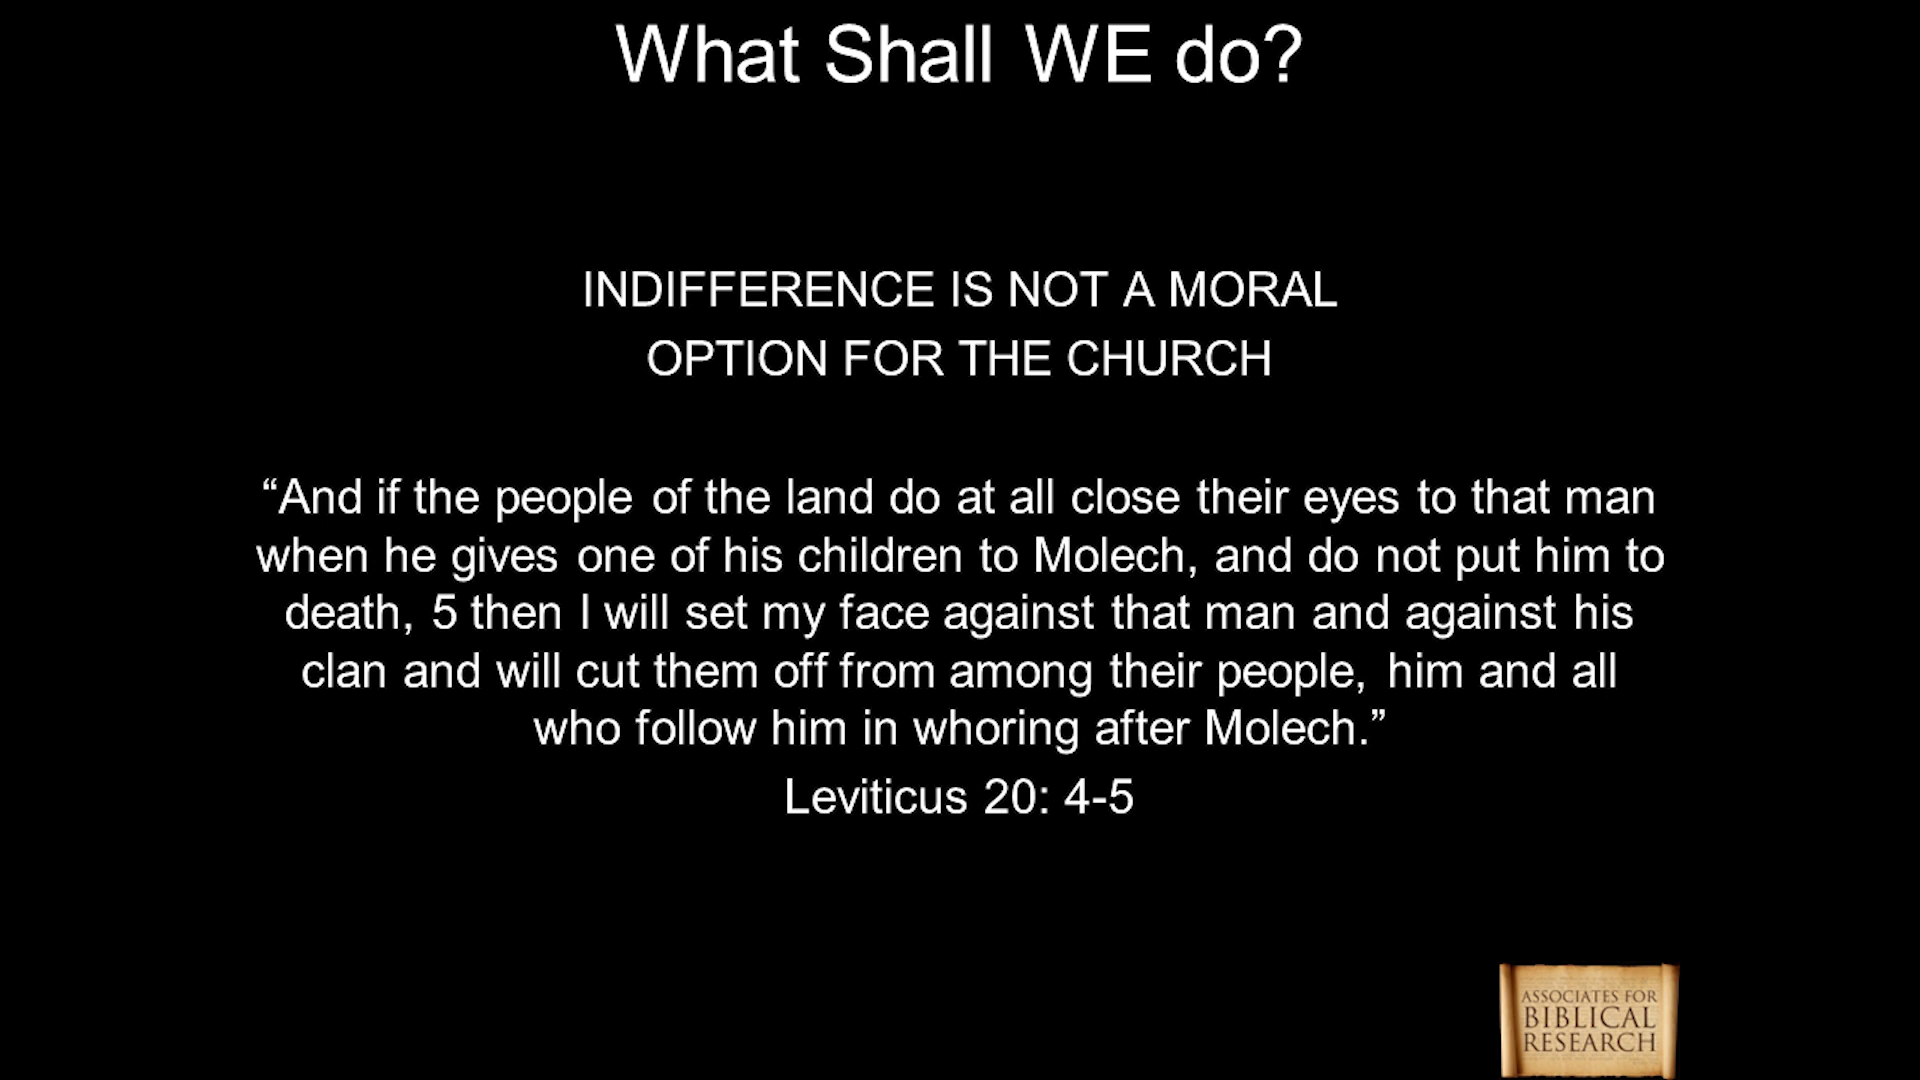 What Shall WE do?
INDIFFERENCE IS NOT A MORAL
OPTION FOR THE CHURCH
“And if the people of the land do at all close their eyes to that man
when he gives one of his children to Molech, and do not put him to
death, 5 then I will set my face against that man and against his
clan and will cut them off from among their people, him and all
who follow him in whoring after Molech.”
Leviticus 20: 4-5
ASSOCIATES FOR
BIBLICAL
RESEARCH